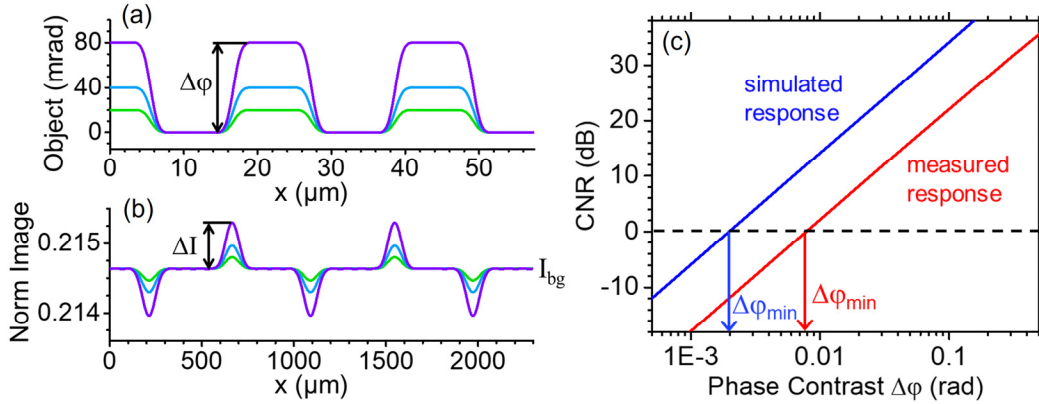 (a)
Object (mrad)
80
40
0
Δφ
0
10
20
30
40
50
x (µm)
(b)
Norm Image
0.215
0.214
ΔI
I_bg
0
500
1000
1500
2000
x (µm)
(c)
CNR (dB)
30
20
10
0
-10
simulated
response
measured
response
Δφmin
Δφmin
1E-3
0.01
0.1
Phase Contrast Δφ (rad)